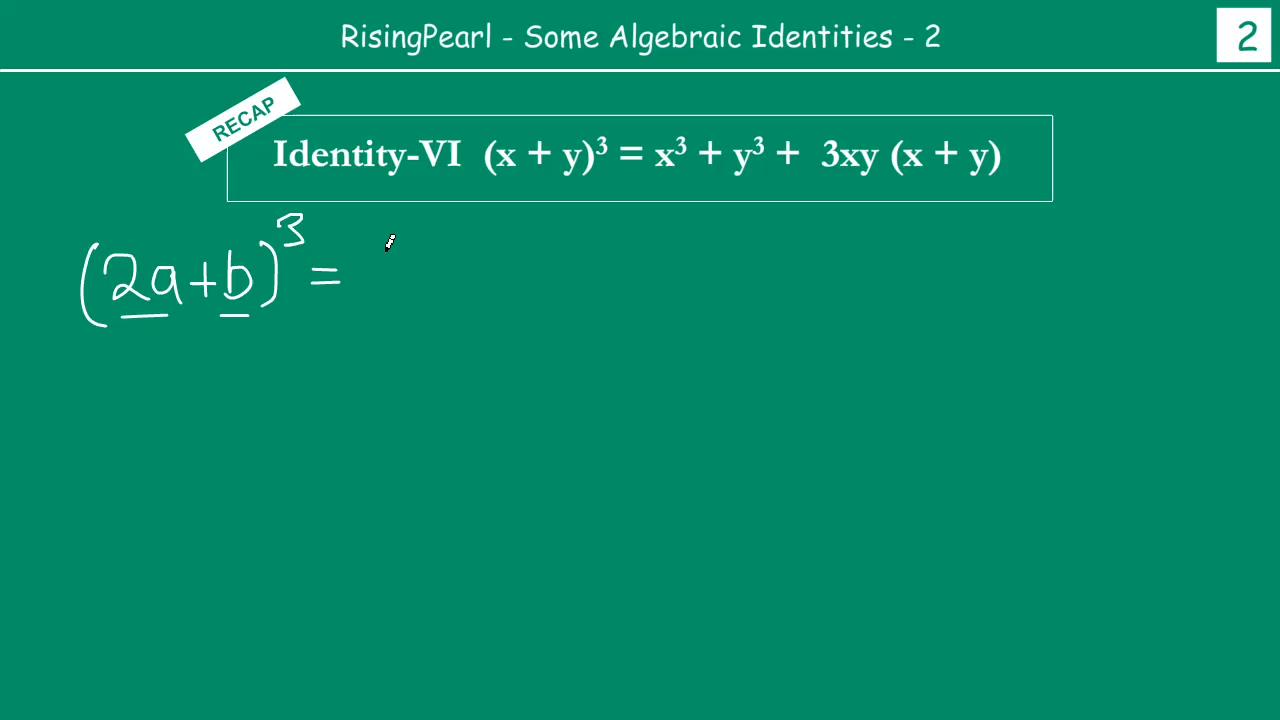 RisingPearl - Some Algebraic Identities - 2
2
RECAP
Identity-VI (x + y)³ = x³ + y³ + 3xy (x + y)
(2a+b)³ =